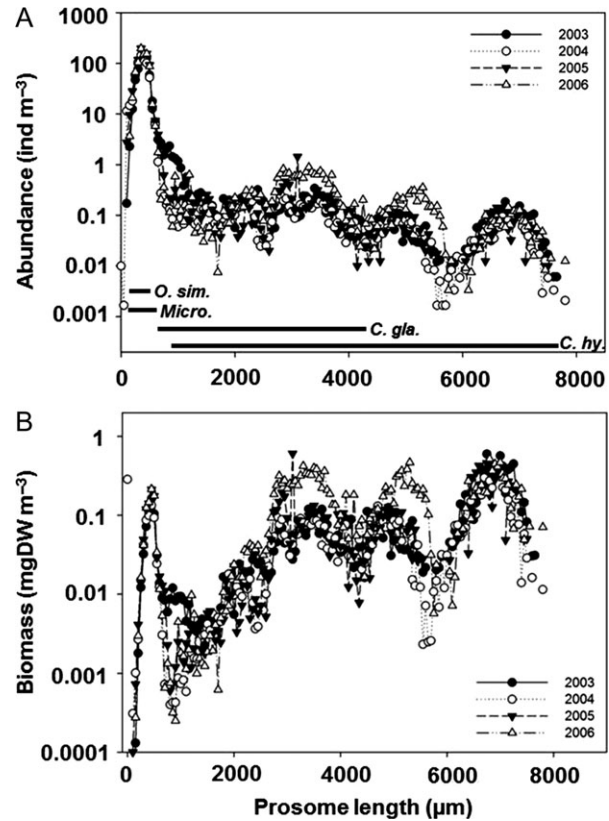 A
1000
100
10
1
0.1
0.01
0.001
Abundance (ind m⁻³)
2003
2004
2005
2006
O. sim.
Micro.
C. gla.
C. hy.
0 2000 4000 6000 8000
B
1
0.1
0.01
0.001
0.0001
Biomass (mgDW m⁻³)
2003
2004
2005
2006
0 2000 4000 6000 8000
Prosome length (µm)